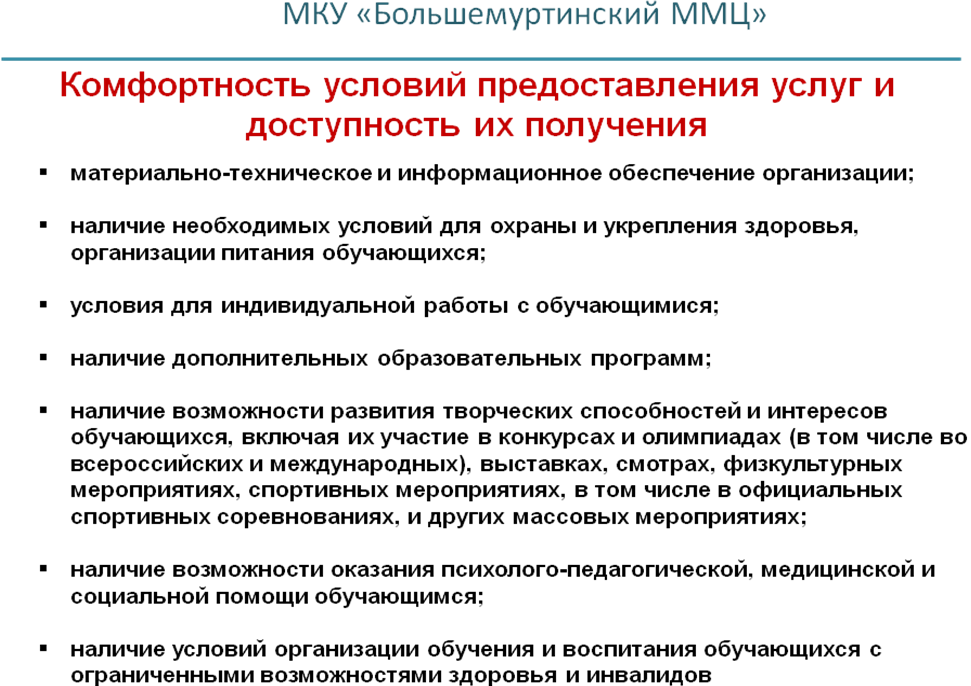 МКУ «Большемуртинский ММЦ»
Комфортность условий предоставления услуг и
доступность их получения
▪ материально-техническое и информационное обеспечение организации;
▪ наличие необходимых условий для охраны и укрепления здоровья,
организации питания обучающихся;
▪ условия для индивидуальной работы с обучающимися;
▪ наличие дополнительных образовательных программ;
▪ наличие возможности развития творческих способностей и интересов
обучающихся, включая их участие в конкурсах и олимпиадах (в том числе во
всероссийских и международных), выставках, смотрах, физкультурных
мероприятиях, спортивных мероприятиях, в том числе в официальных
спортивных соревнованиях, и других массовых мероприятиях;
▪ наличие возможности оказания психолого-педагогической, медицинской и
социальной помощи обучающимся;
▪ наличие условий организации обучения и воспитания обучающихся с
ограниченными возможностями здоровья и инвалидов